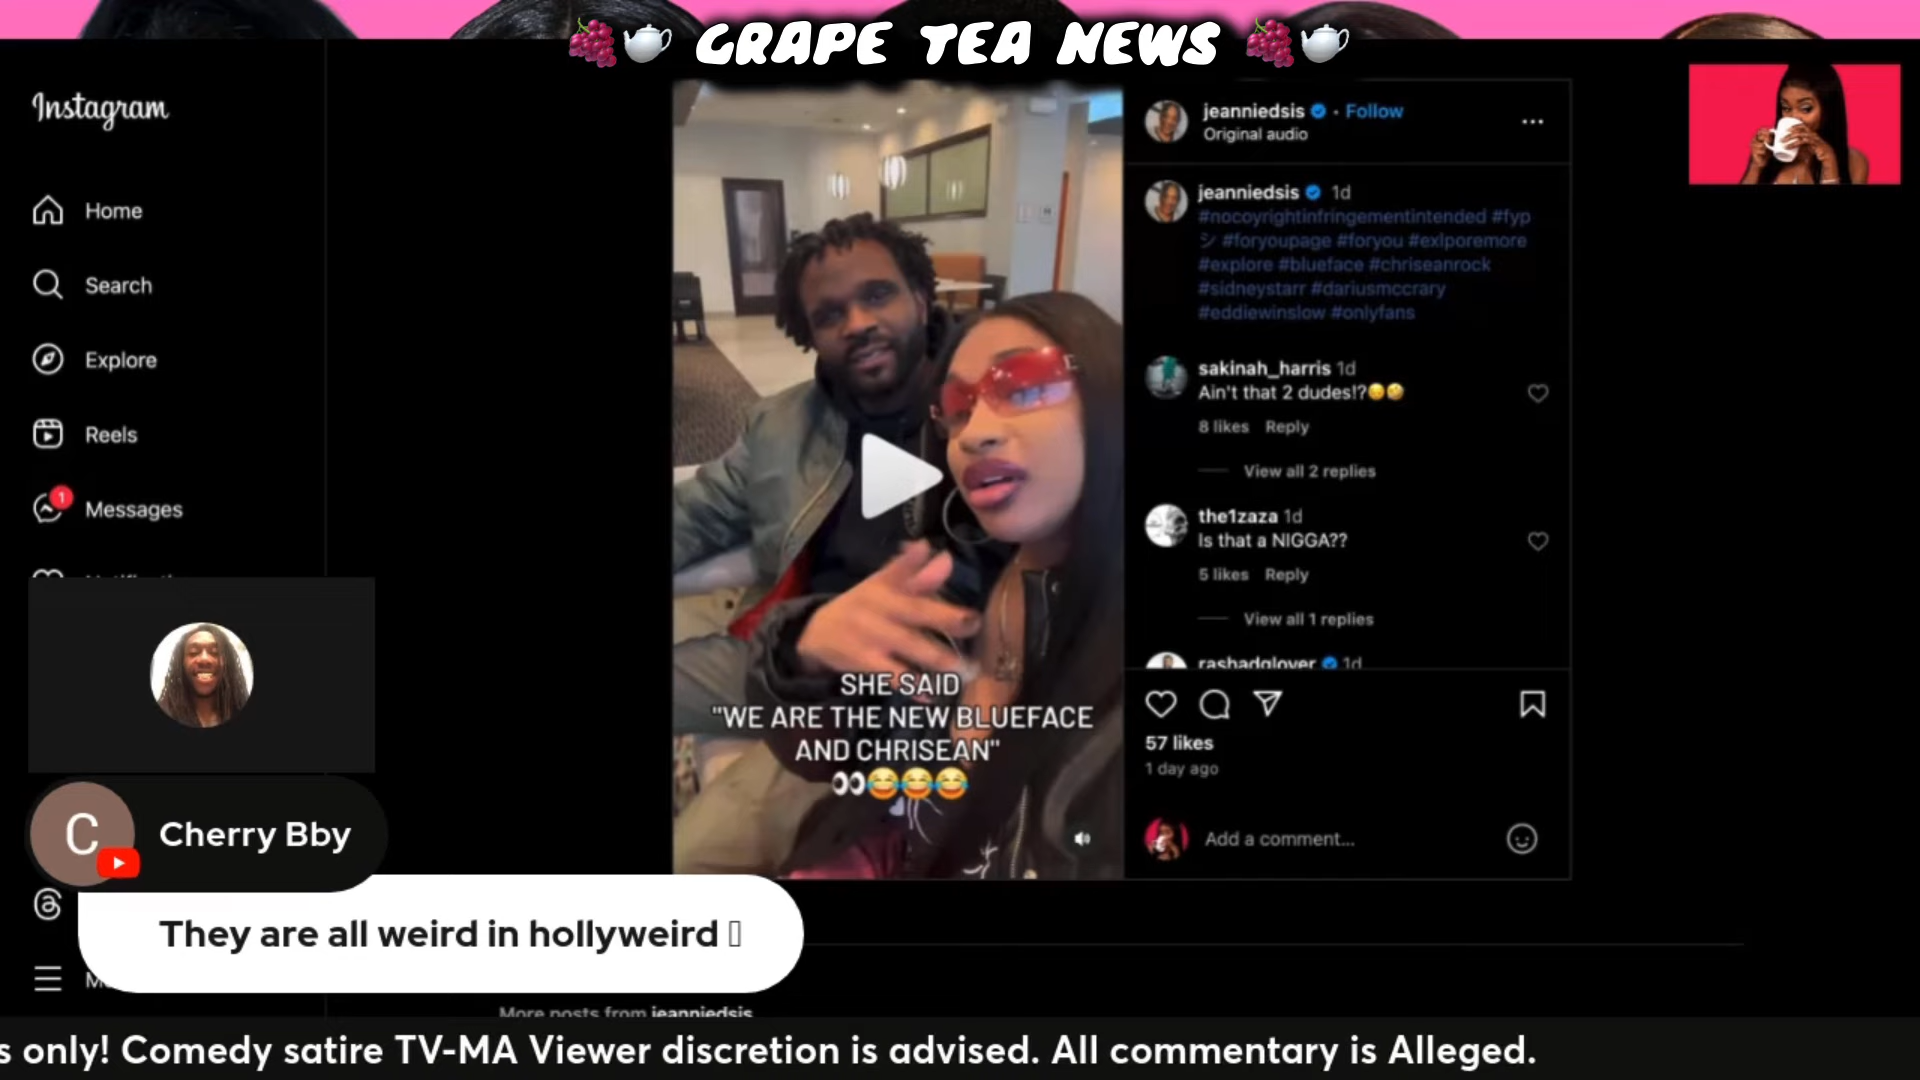 🍇🫖 GRAPE TEA NEWS 🍇🫖
Instagram
Home
Search
Explore
Reels
1
Messages
jeanniedsis • Follow
Original audio
jeanniedsis 1d
#nocoyrightinfringementintended #fyp
シ #foryoupage #foryou #exlporemore
#explore #blueface #chriseanrock
#sidneystarr #dariusmccrary
#eddiewinslow #onlyfans
sakinah_harris 1d
Ain't that 2 dudes!?😏🤣
8 likes Reply
View all 2 replies
the1zaza 1d
Is that a NIGGA??
5 likes Reply
View all 1 replies
rashadglover 1d
57 likes
1 day ago
Add a comment...
SHE SAID
"WE ARE THE NEW BLUEFACE
AND CHRISEAN"
👀😂😂😂
C
Cherry Bby
They are all weird in hollyweird
More posts from jeanniedsis
s only! Comedy satire TV-MA Viewer discretion is advised. All commentary is Alleged.